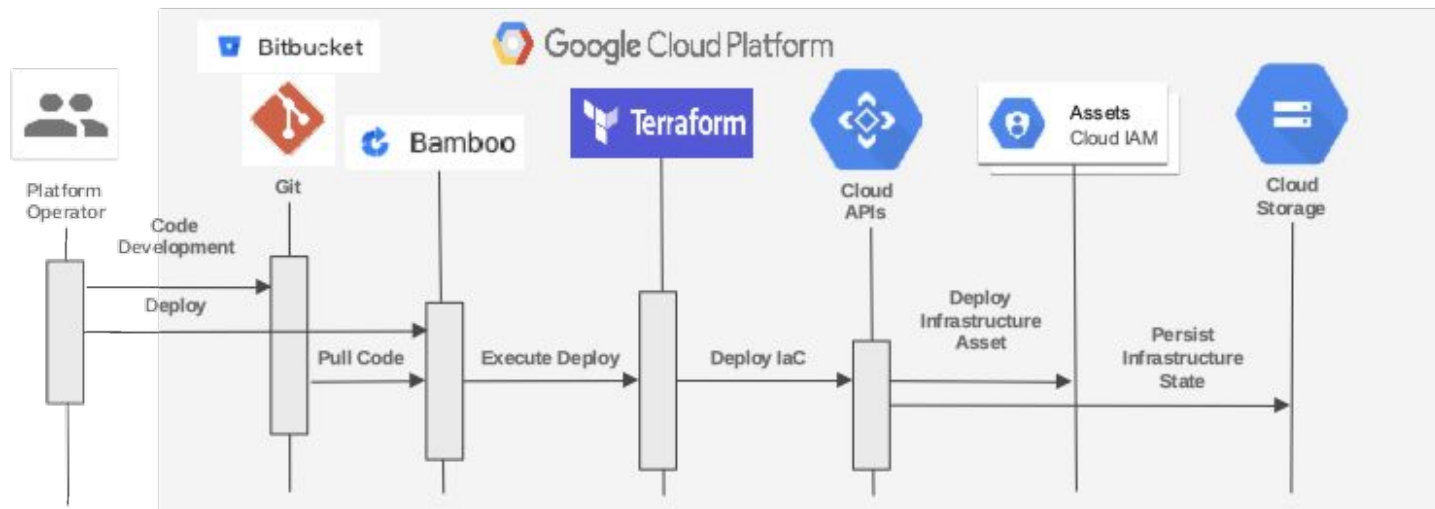 Bitbucket
Google Cloud Platform
Platform
Operator
Git
Bamboo
Terraform
Cloud
APIs
Assets
Cloud IAM
Cloud
Storage
Code
Development
Deploy
Pull Code
Execute Deploy
Deploy IaC
Deploy
Infrastructure
Asset
Persist
Infrastructure
State